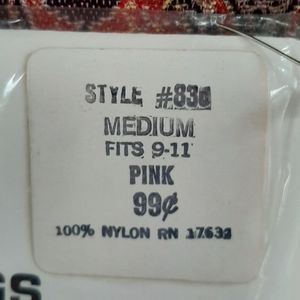 STYLE #836
MEDIUM
FITS 9-11
PINK
99¢
100% NYLON RN 17632
GS